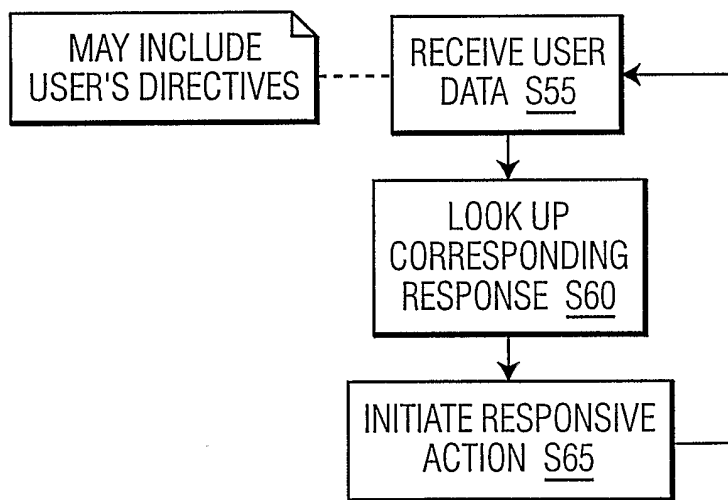 MAY INCLUDE
USER'S DIRECTIVES
RECEIVE USER
DATA S55
LOOK UP
CORRESPONDING
RESPONSE S60
INITIATE RESPONSIVE
ACTION S65